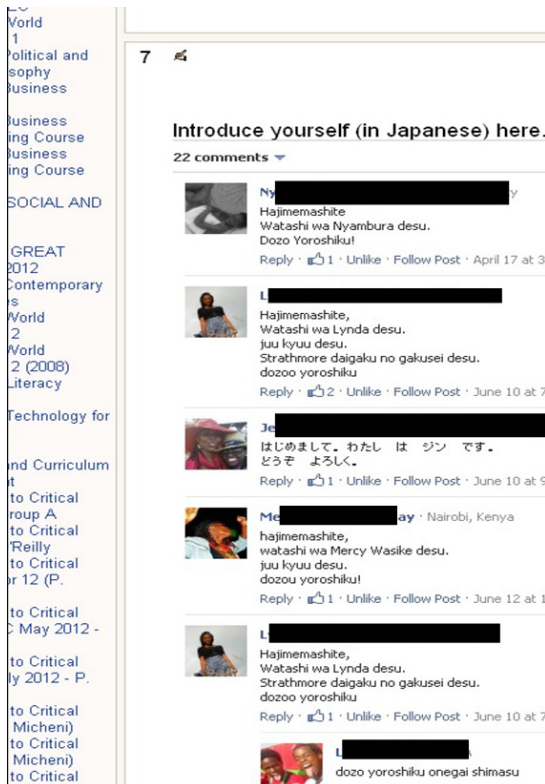 World
1
Political and
sophy
Business
Business
ing Course
Business
ing Course
SOCIAL AND
GREAT
2012
Contemporary
s
World
2
World
2 (2008)
Literacy
Technology for
and Curriculum
t
to Critical
roup A
to Critical
'Reilly
to Critical
or 12 (P.
to Critical
C May 2012 -
to Critical
ly 2012 - P.
to Critical
Micheni)
to Critical
Micheni)
to Critical
7
Introduce yourself (in Japanese) here.
22 comments
Ny
Hajimemashite
Watashi wa Nyambura desu.
Dozo Yoroshiku!
Reply · 1 · Unlike · Follow Post · April 17 at 3
L
Hajimemashite,
Watashi wa Lynda desu.
juu kyuu desu.
Strathmore daigaku no gakusei desu.
dozoo yoroshiku
Reply · 2 · Unlike · Follow Post · June 10 at 7
Je
はじめまして。わたし は ジン です。
どうぞ よろしく。
Reply · 1 · Unlike · Follow Post · June 10 at 9
Me ay · Nairobi, Kenya
hajimemashite,
watashi wa Mercy Wasike desu.
juu kyuu desu.
dozou yoroshiku!
Reply · 1 · Unlike · Follow Post · June 12 at 1
L
Hajimemashite,
Watashi wa Lynda desu.
Strathmore daigaku no gakusei desu.
dozoo yoroshiku
Reply · 1 · Unlike · Follow Post · June 10 at 7
L
dozo yoroshiku onegai shimasu